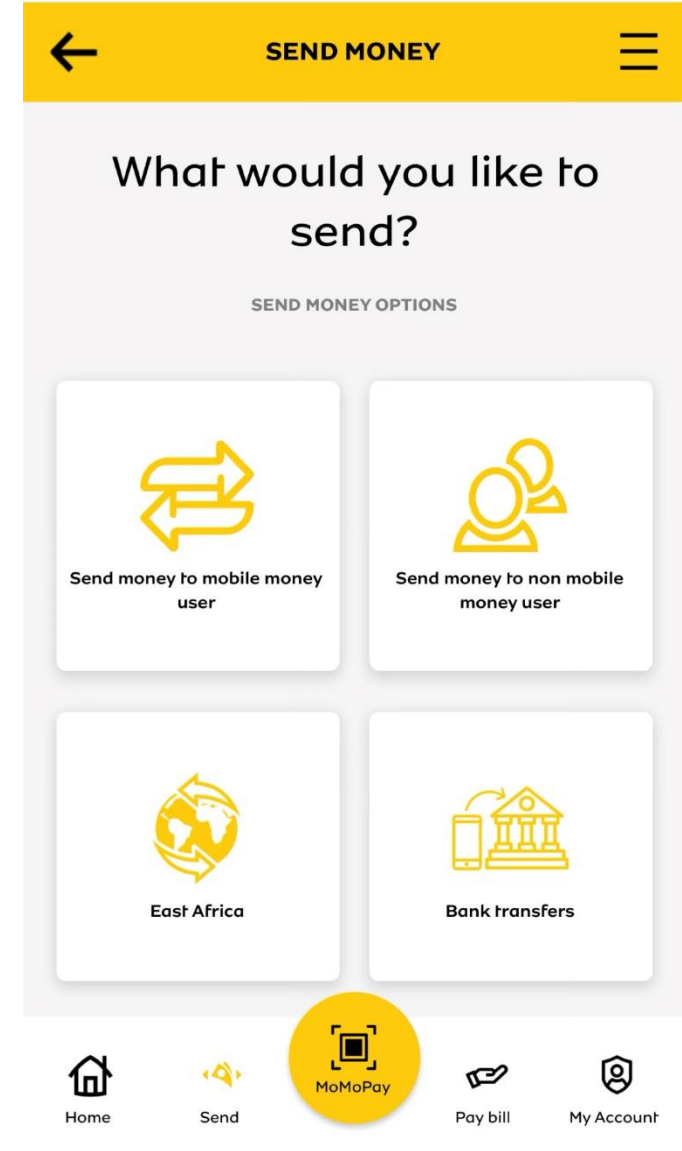 SEND MONEY
What would you like to
send?
SEND MONEY OPTIONS
Send money to mobile money
user
Send money to non mobile
money user
East Africa
Bank transfers
Home
Send
MoMoPay
Pay bill
My Account